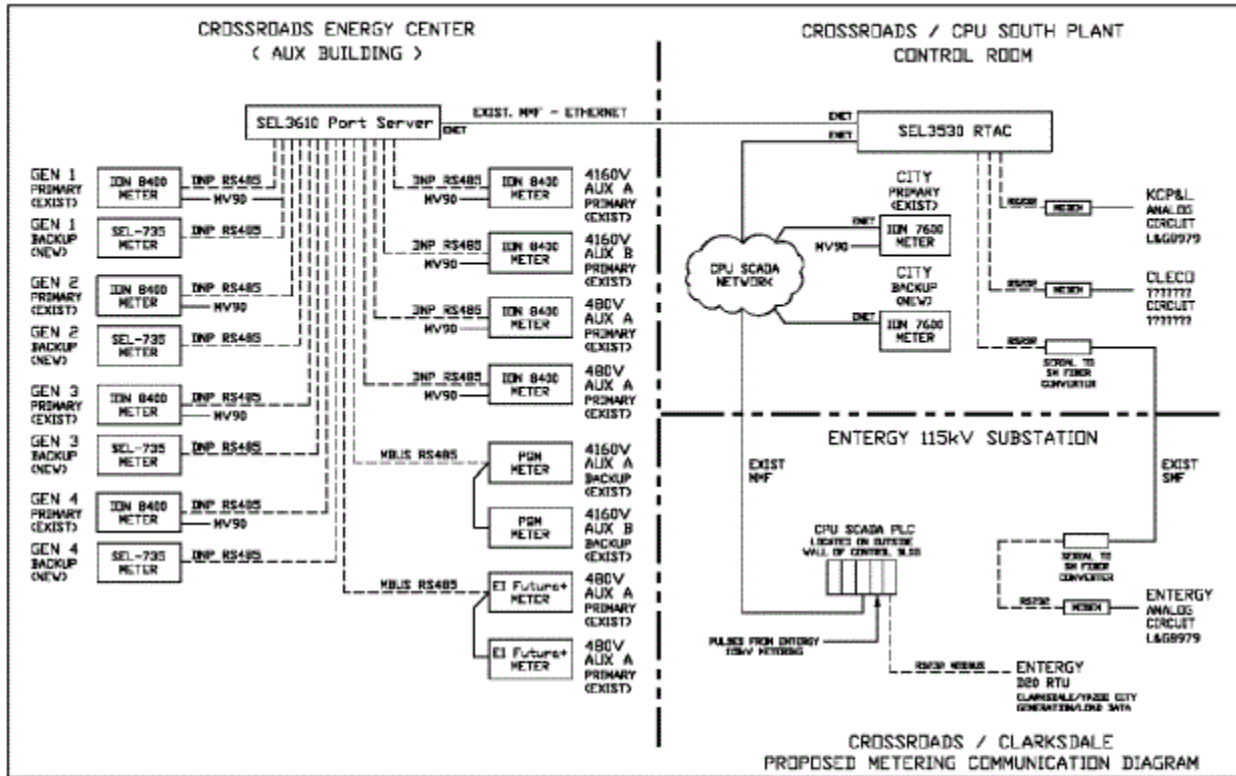 CROSSROADS ENERGY CENTER
( AUX BUILDING )
SEL3610 Port Server
ENET
EXIST. MMF - ETHERNET
GEN 1
PRIMARY
(EXIST)
ION 8400
METER
DNP RS485
MV90
GEN 1
BACKUP
(NEW)
SEL-735
METER
DNP RS485
GEN 2
PRIMARY
(EXIST)
ION 8400
METER
DNP RS485
MV90
GEN 2
BACKUP
(NEW)
SEL-735
METER
DNP RS485
GEN 3
PRIMARY
(EXIST)
ION 8400
METER
DNP RS485
MV90
GEN 3
BACKUP
(NEW)
SEL-735
METER
DNP RS485
GEN 4
PRIMARY
(EXIST)
ION 8400
METER
DNP RS485
MV90
GEN 4
BACKUP
(NEW)
SEL-735
METER
DNP RS485
DNP RS485
MV90
ION 8400
METER
4160V
AUX A
PRIMARY
(EXIST)
DNP RS485
MV90
ION 8400
METER
4160V
AUX B
PRIMARY
(EXIST)
DNP RS485
MV90
ION 8400
METER
480V
AUX A
PRIMARY
(EXIST)
DNP RS485
MV90
ION 8400
METER
480V
AUX A
PRIMARY
(EXIST)
MBUS RS485
PQM
METER
4160V
AUX A
BACKUP
(EXIST)
PQM
METER
4160V
AUX B
BACKUP
(EXIST)
MBUS RS485
EI Futura+
METER
480V
AUX A
PRIMARY
(EXIST)
EI Futura+
METER
480V
AUX A
PRIMARY
(EXIST)
CROSSROADS / CPU SOUTH PLANT
CONTROL ROOM
ENET
ENET
SEL3530 RTAC
CPU SCADA
NETWORK
CITY
PRIMARY
(EXIST)
ENET
MV90
ION 7600
METER
CITY
BACKUP
(NEW)
ENET
ION 7600
METER
RS232
MODEM
KCP&L
ANALOG
CIRCUIT
L&G8979
RS232
MODEM
CLECO
???????
CIRCUIT
???????
RS232
SERIAL TO
SM FIBER
CONVERTER
ENTERGY 115kV SUBSTATION
EXIST
MMF
EXIST
SMF
CPU SCADA PLC
LOCATED ON OUTSIDE
WALL OF CONTROL BLDG
PULSES FROM ENTERGY
115kV METERING
RS232 MODBUS
ENTERGY
D20 RTU
CLARKSDALE/YAZOO CITY
GENERATION/LOAD DATA
SERIAL TO
SM FIBER
CONVERTER
RS232
MODEM
ENTERGY
ANALOG
CIRCUIT
L&G8979
CROSSROADS / CLARKSDALE
PROPOSED METERING COMMUNICATION DIAGRAM